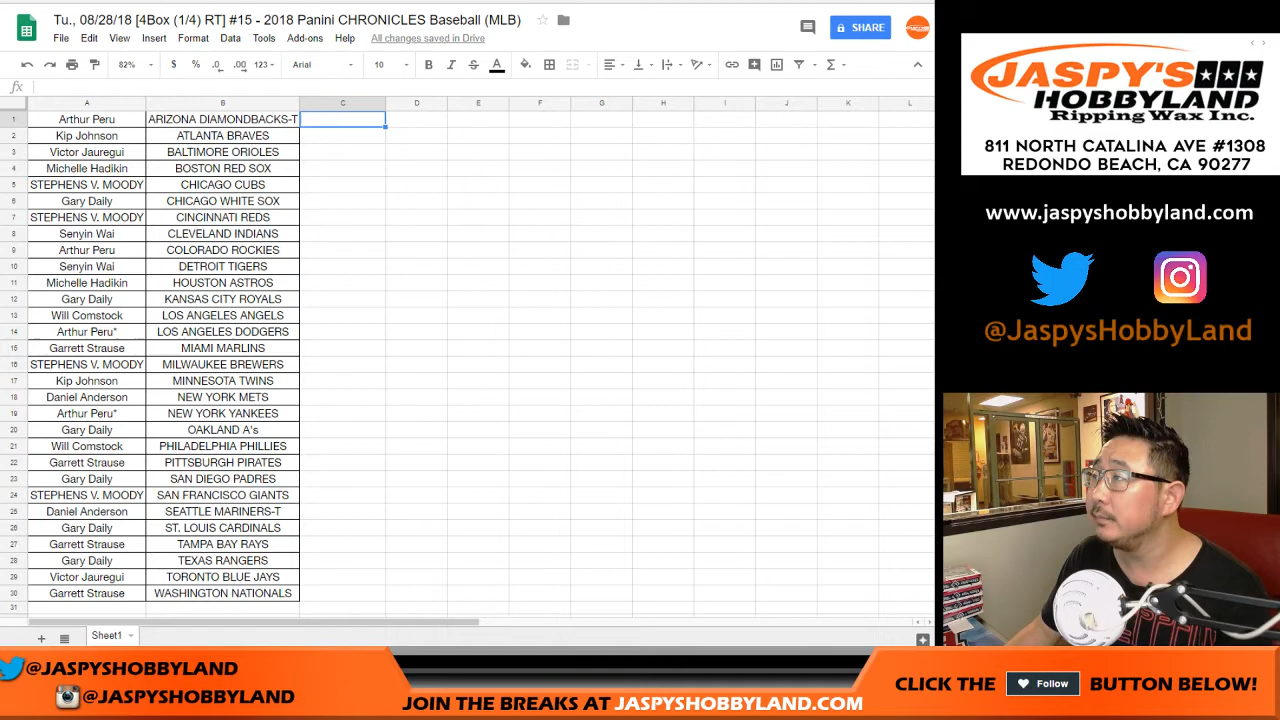 Tu., 08/28/18 [4Box (1/4) RT] #15 - 2018 Panini CHRONICLES Baseball (MLB)
SHARE
File Edit View Insert Format Data Tools Add-ons Help All changes saved in Drive
82% $ % .0 .00 123 Arial 10 B I S A
fx
A B C D E F G H I J K L
1 Arthur Peru ARIZONA DIAMONDBACKS-T
2 Kip Johnson ATLANTA BRAVES
3 Victor Jauregui BALTIMORE ORIOLES
4 Michelle Hadikin BOSTON RED SOX
5 STEPHENS V. MOODY CHICAGO CUBS
6 Gary Daily CHICAGO WHITE SOX
7 STEPHENS V. MOODY CINCINNATI REDS
8 Senyin Wai CLEVELAND INDIANS
9 Arthur Peru COLORADO ROCKIES
10 Senyin Wai DETROIT TIGERS
11 Michelle Hadikin HOUSTON ASTROS
12 Gary Daily KANSAS CITY ROYALS
13 Will Comstock LOS ANGELES ANGELS
14 Arthur Peru* LOS ANGELES DODGERS
15 Garrett Strause MIAMI MARLINS
16 STEPHENS V. MOODY MILWAUKEE BREWERS
17 Kip Johnson MINNESOTA TWINS
18 Daniel Anderson NEW YORK METS
19 Arthur Peru* NEW YORK YANKEES
20 Gary Daily OAKLAND A's
21 Will Comstock PHILADELPHIA PHILLIES
22 Garrett Strause PITTSBURGH PIRATES
23 Gary Daily SAN DIEGO PADRES
24 STEPHENS V. MOODY SAN FRANCISCO GIANTS
25 Daniel Anderson SEATTLE MARINERS-T
26 Gary Daily ST. LOUIS CARDINALS
27 Garrett Strause TAMPA BAY RAYS
28 Gary Daily TEXAS RANGERS
29 Victor Jauregui TORONTO BLUE JAYS
30 Garrett Strause WASHINGTON NATIONALS
31
Sheet1
JASPY'S
HOBBYLAND
Ripping Wax Inc.
811 NORTH CATALINA AVE #1308
REDONDO BEACH, CA 90277
www.jaspyshobbyland.com
@JaspysHobbyLand
@JASPYSHOBBYLAND
@JASPYSHOBBYLAND
JOIN THE BREAKS AT JASPYSHOBBYLAND.COM
CLICK THE Follow BUTTON BELOW!